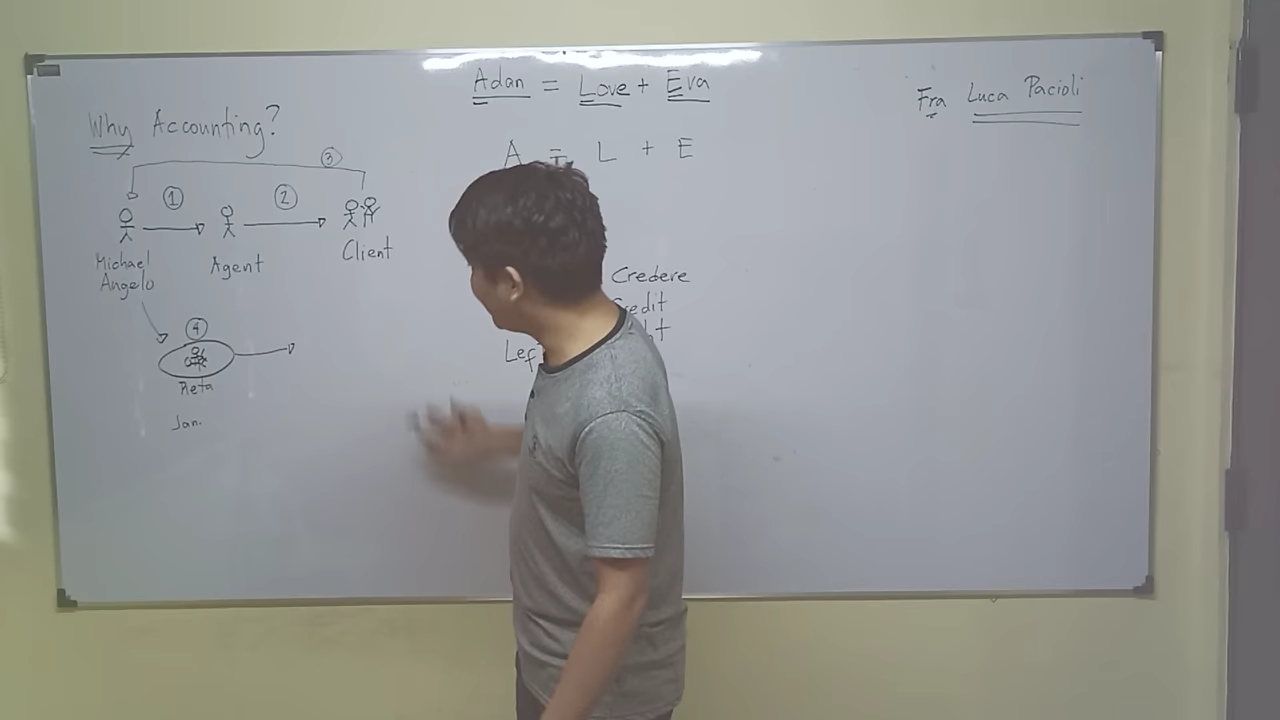 Why Accounting?
③
① ②
Michael
Angelo
Agent
Client
④
Pieta
Jan.
Adan = Love + Eva
A = L + E
Credere
Credit
Fra Luca Pacioli